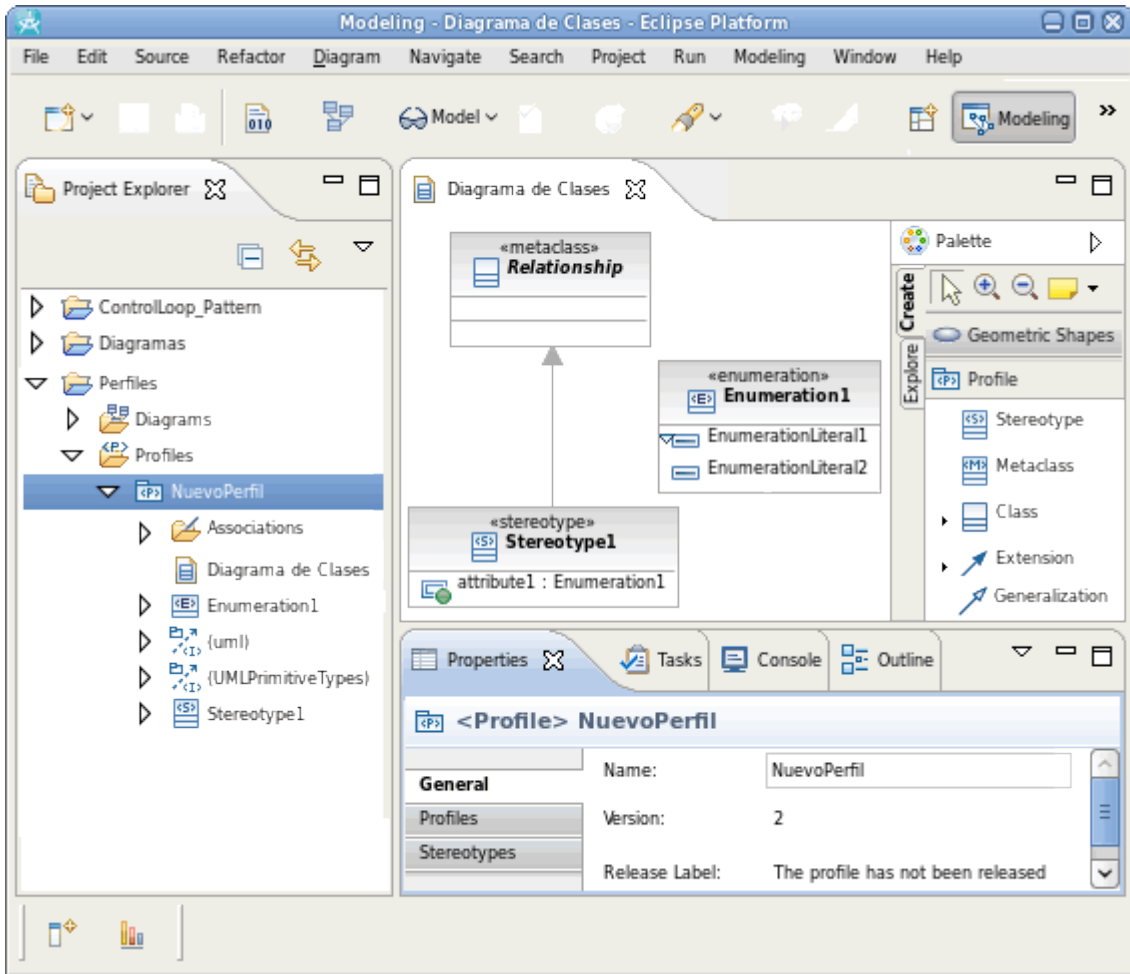 Modeling - Diagrama de Clases - Eclipse Platform
File Edit Source Refactor Diagram Navigate Search Project Run Modeling Window Help
010 Model Modeling »
Project Explorer
ControlLoop_Pattern
Diagramas
Perfiles
Diagrams
<P> Profiles
<P> NuevoPerfil
Associations
Diagrama de Clases
<E> Enumeration1
<I> (uml)
<I> (UMLPrimitiveTypes)
<S> Stereotype1
Diagrama de Clases
«metaclass»
Relationship
«enumeration»
<E> Enumeration1
EnumerationLiteral1
EnumerationLiteral2
«stereotype»
<S> Stereotype1
attribute1 : Enumeration1
Palette
Create
Explore
Geometric Shapes
<P> Profile
<S> Stereotype
<M> Metaclass
Class
Extension
Generalization
Properties Tasks Console Outline
<P> <Profile> NuevoPerfil
General
Profiles
Stereotypes
Name: NuevoPerfil
Version: 2
Release Label: The profile has not been released